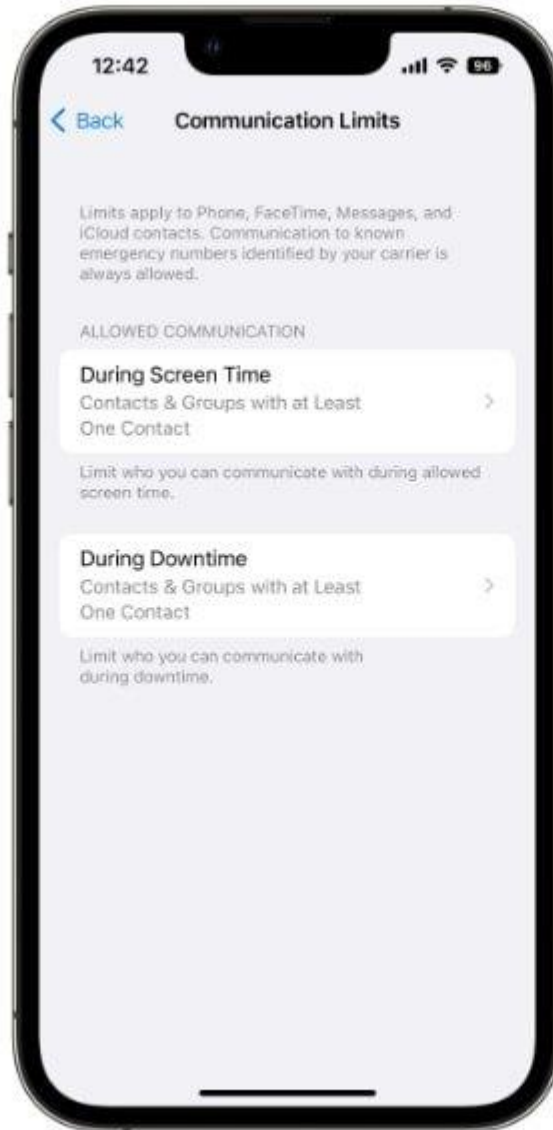 12:42
96
Back
Communication Limits
Limits apply to Phone, FaceTime, Messages, and
iCloud contacts. Communication to known
emergency numbers identified by your carrier is
always allowed.
ALLOWED COMMUNICATION
During Screen Time
Contacts & Groups with at Least
One Contact
Limit who you can communicate with during allowed
screen time.
During Downtime
Contacts & Groups with at Least
One Contact
Limit who you can communicate with
during downtime.